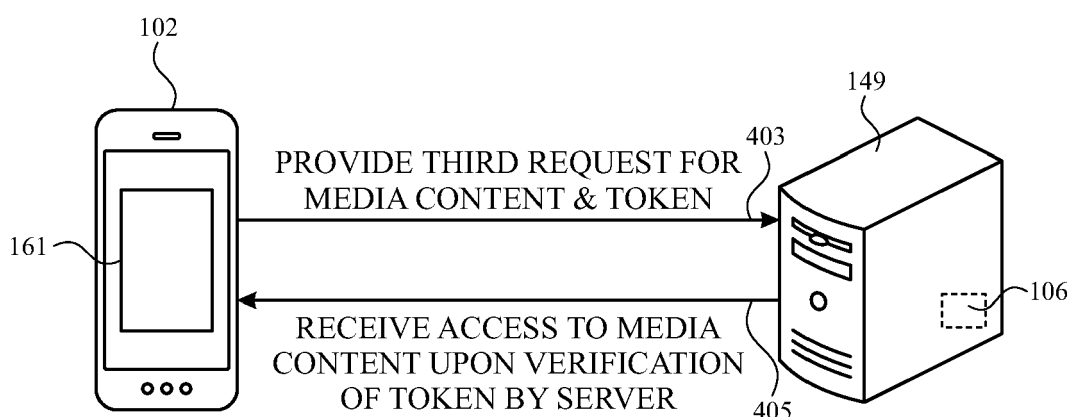 102
149
403
PROVIDE THIRD REQUEST FOR
MEDIA CONTENT & TOKEN
161
106
RECEIVE ACCESS TO MEDIA
CONTENT UPON VERIFICATION
OF TOKEN BY SERVER
405